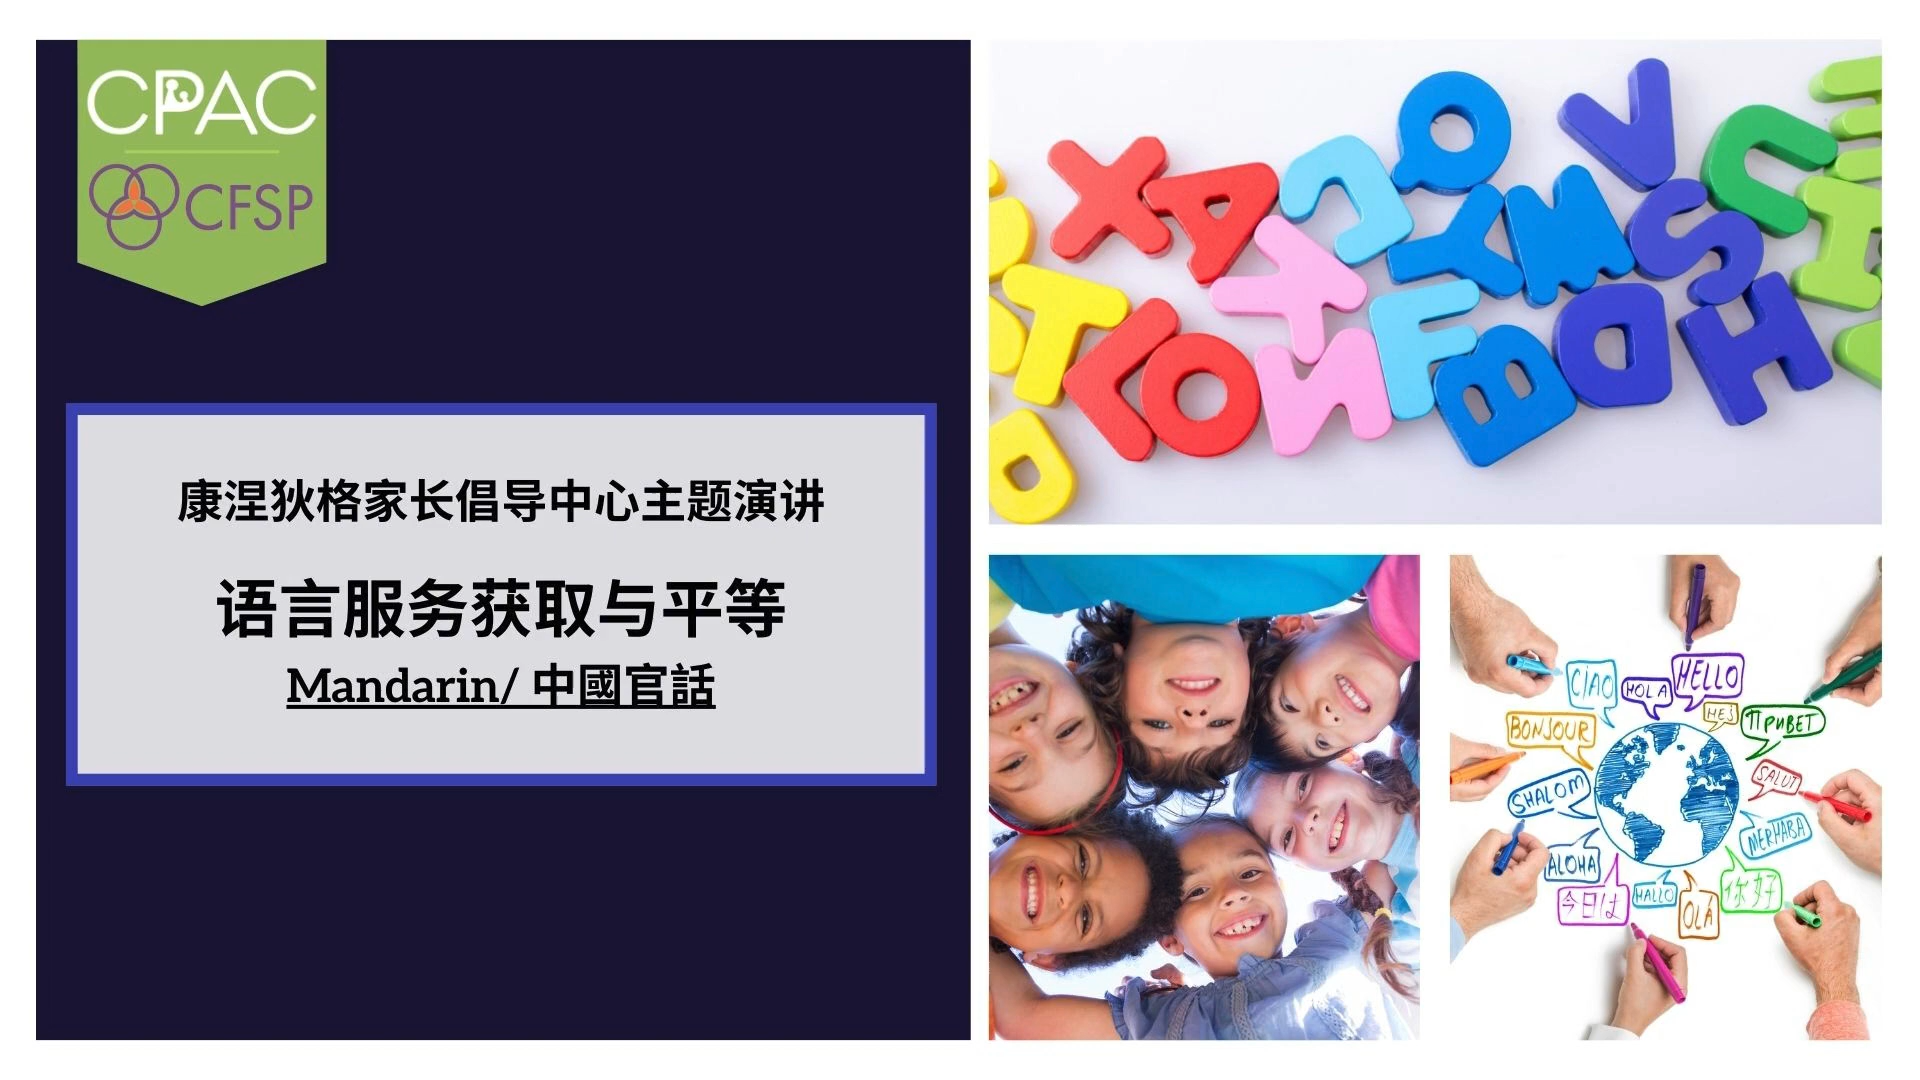 CPAC
CFSP
康涅狄格家长倡导中心主题演讲
语言服务获取与平等
Mandarin/ 中國官話
X A J Q V U
T Y Y W S I
L O K N F B D H
CIAO
HOLA
HELLO
BONJOUR
HEJ
ПРИВЕТ
SHALOM
SALUT
MERHABA
ALOHA
今日は
HALLO
OLÁ
你好